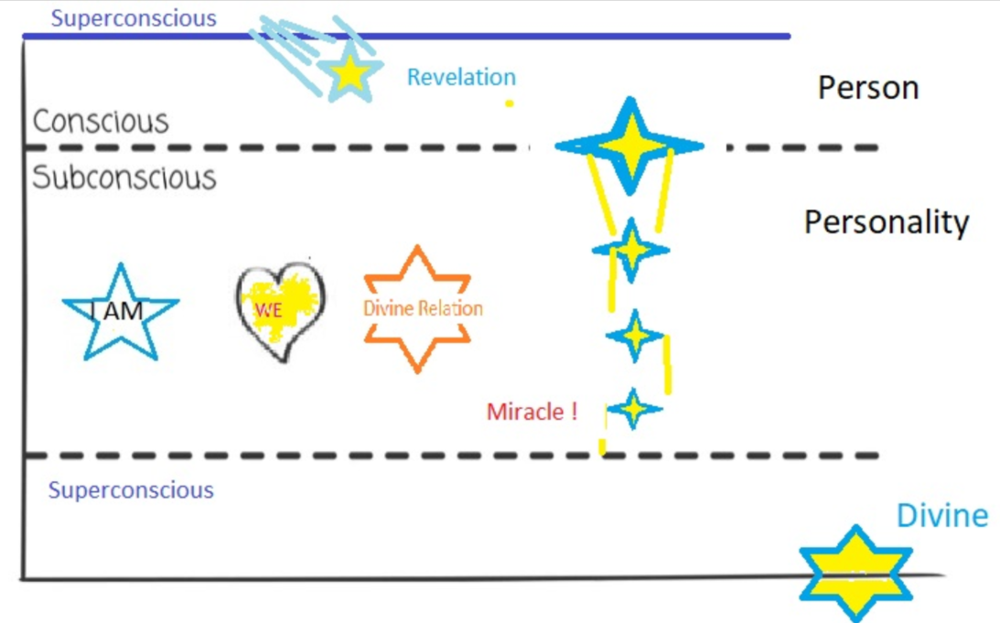 Superconscious
Revelation
Person
Conscious
Subconscious
Personality
I AM
WE
Divine Relation
Miracle !
Superconscious
Divine